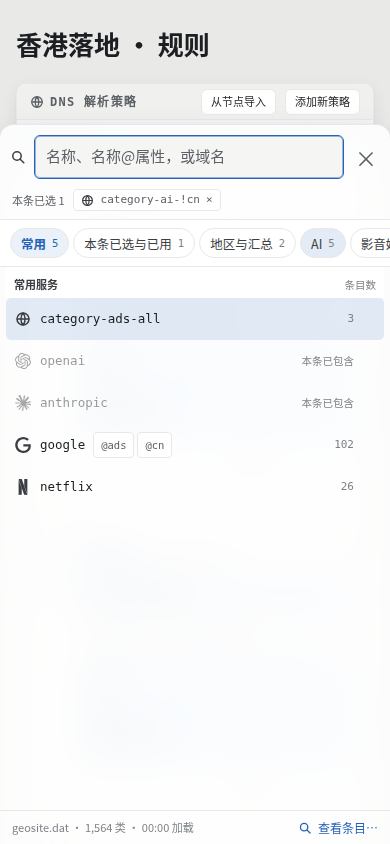 香港落地 · 规则
DNS 解析策略 从节点导入 添加新策略
名称、名称@属性，或域名
本条已选 1 category-ai-!cn ×
常用 5 本条已选与已用 1 地区与汇总 2 AI 5
常用服务 条目数
category-ads-all 3
openai 本条已包含
anthropic 本条已包含
google @ads @cn 102
netflix 26
geosite.dat · 1,564 类 · 00:00 加载 查看条目…